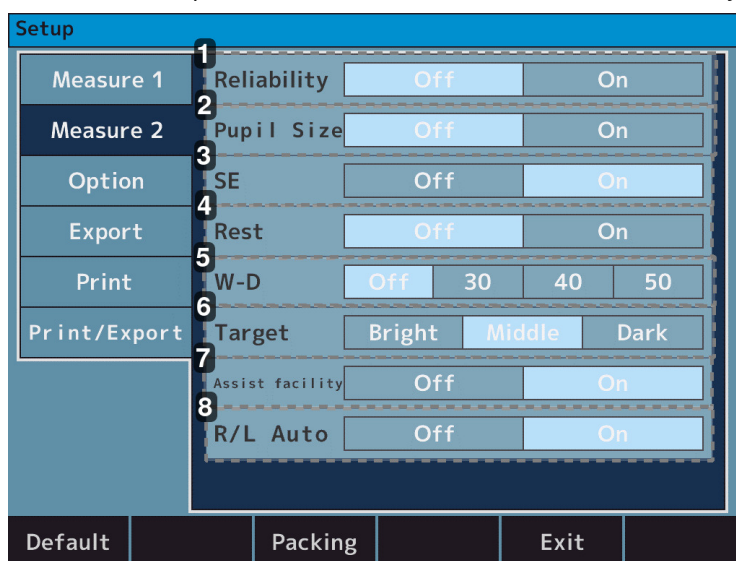 Setup
Measure 1
Measure 2
Option
Export
Print
Print/Export
1
Reliability Off On
2
Pupil Size Off On
3
SE Off On
4
Rest Off On
5
W-D Off 30 40 50
6
Target Bright Middle Dark
7
Assist facility Off On
8
R/L Auto Off On
Default Packing Exit